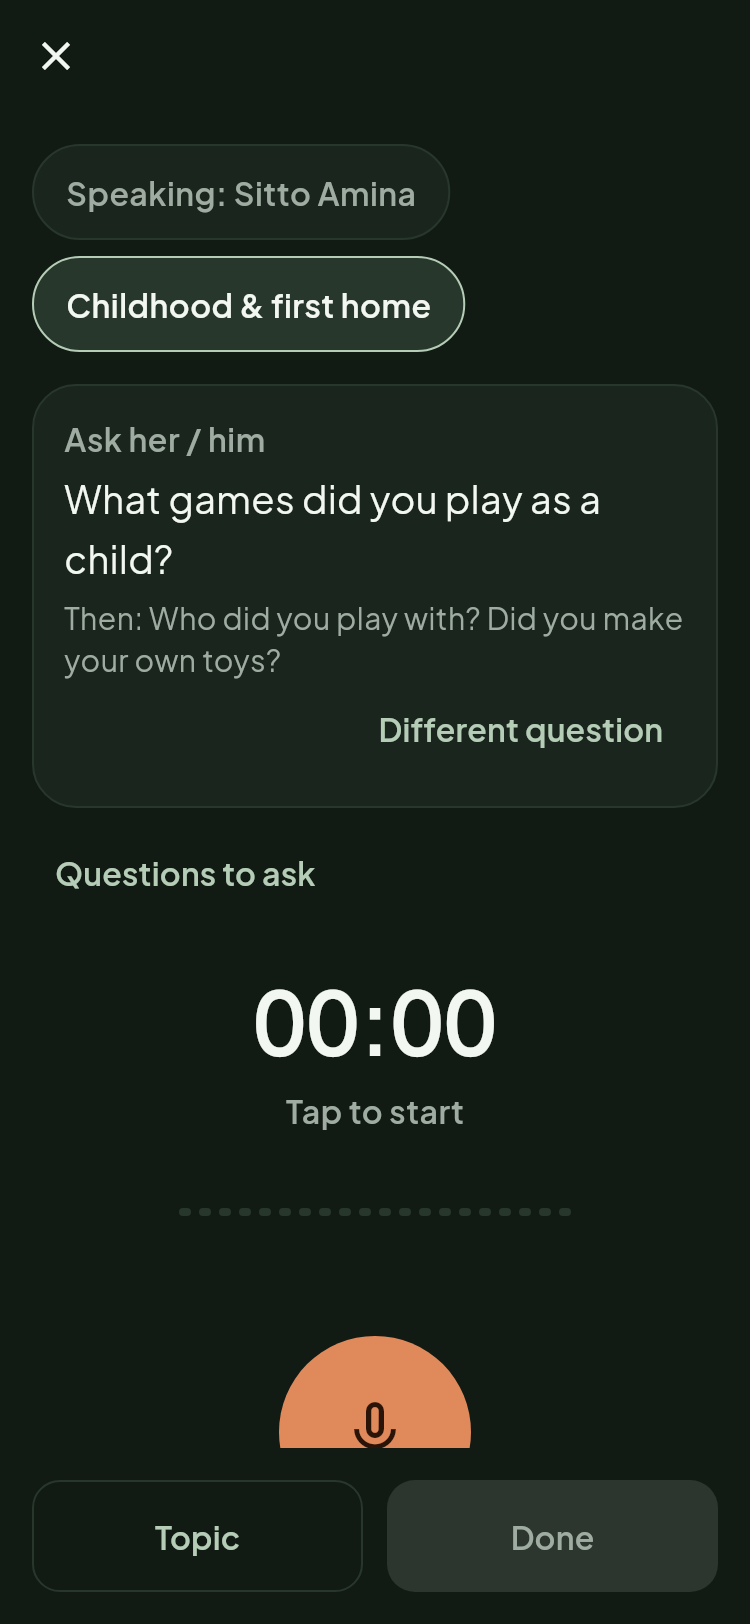 Speaking: Sitto Amina
Childhood & first home
Ask her / him
What games did you play as a
child?
Then: Who did you play with? Did you make
your own toys?
Different question
Questions to ask
00:00
Tap to start
Topic
Done